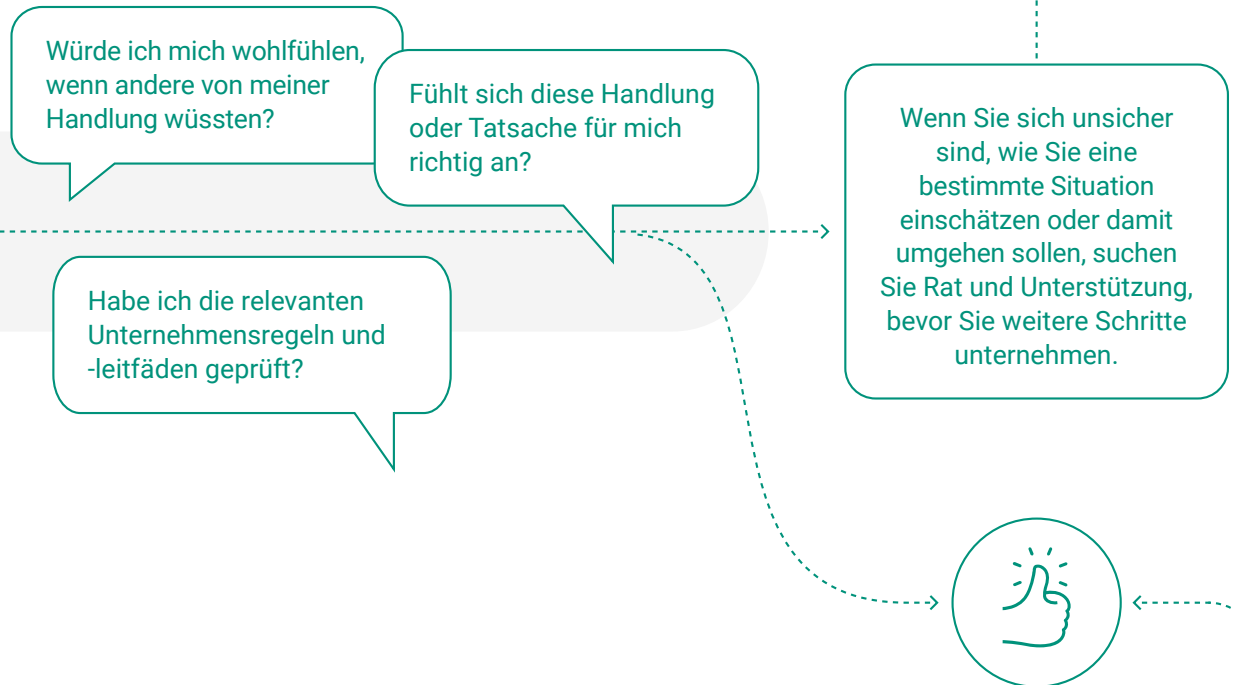 Würde ich mich wohlfühlen,
wenn andere von meiner
Handlung wüssten?
Fühlt sich diese Handlung
oder Tatsache für mich
richtig an?
Habe ich die relevanten
Unternehmensregeln und
-leitfäden geprüft?
Wenn Sie sich unsicher
sind, wie Sie eine
bestimmte Situation
einschätzen oder damit
umgehen sollen, suchen
Sie Rat und Unterstützung,
bevor Sie weitere Schritte
unternehmen.